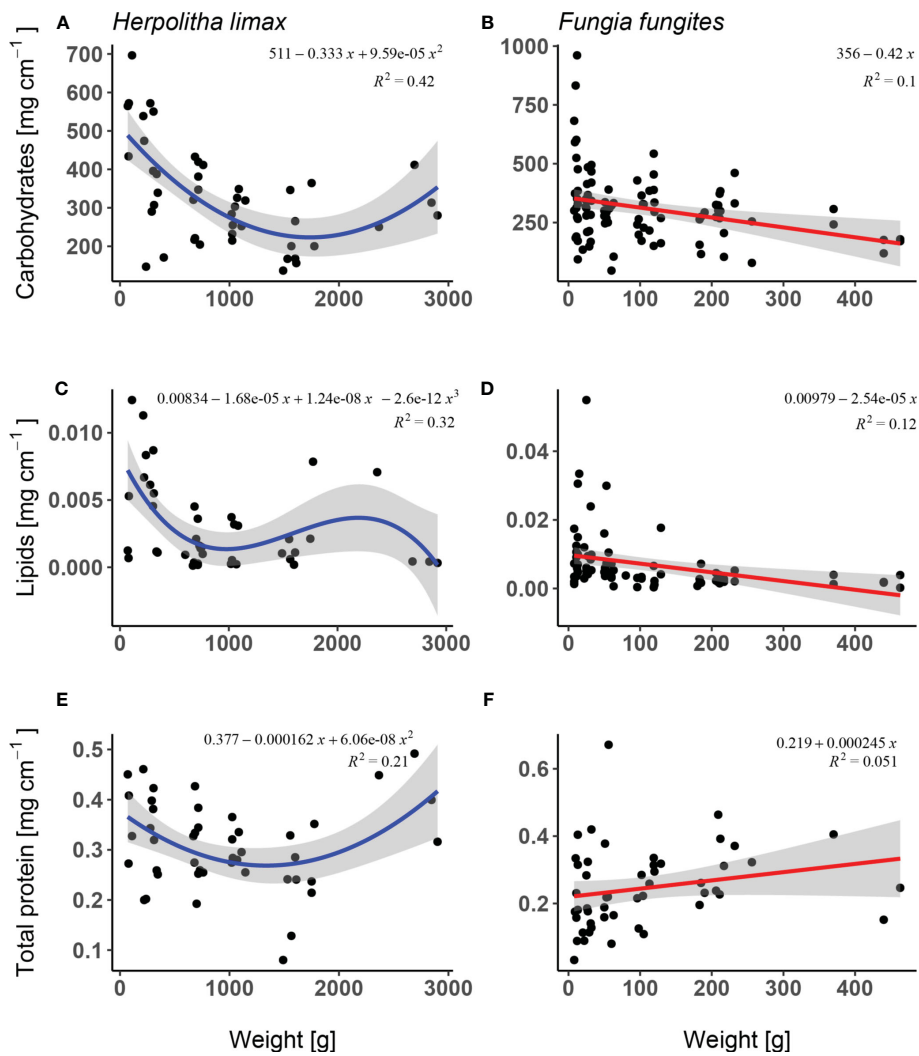 A Herpolitha limax
B Fungia fungites
511 − 0.333 x + 9.59e-05 x²
R² = 0.42
356 − 0.42 x
R² = 0.1
Carbohydrates [mg cm⁻¹]
700
600
500
400
300
200
0 1000 2000 3000
1000
750
500
250
0 100 200 300 400
C
0.00834 − 1.68e-05 x + 1.24e-08 x − 2.6e-12 x³
R² = 0.32
D
0.00979 − 2.54e-05 x
R² = 0.12
Lipids [mg cm⁻¹]
0.010
0.005
0.000
0 1000 2000 3000
0.04
0.02
0.00
0 100 200 300 400
E
0.377 − 0.000162 x + 6.06e-08 x²
R² = 0.21
F
0.219 + 0.000245 x
R² = 0.051
Total protein [mg cm⁻¹]
0.5
0.4
0.3
0.2
0.1
0 1000 2000 3000
0.6
0.4
0.2
0 100 200 300 400
Weight [g]
Weight [g]